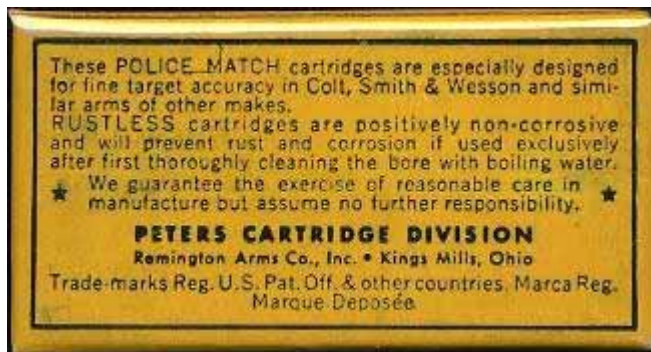 These POLICE MATCH cartridges are especially designed
for fine target accuracy in Colt, Smith & Wesson and simi-
lar arms of other makes.
RUSTLESS cartridges are positively non-corrosive
and will prevent rust and corrosion if used exclusively
after first thoroughly cleaning the bore with boiling water.
★ We guarantee the exercise of reasonable care in ★
manufacture but assume no further responsibility.
PETERS CARTRIDGE DIVISION
Remington Arms Co., Inc. • Kings Mills, Ohio
Trade-marks Reg. U.S. Pat. Off. & other countries. Marca Reg.
Marque Deposée